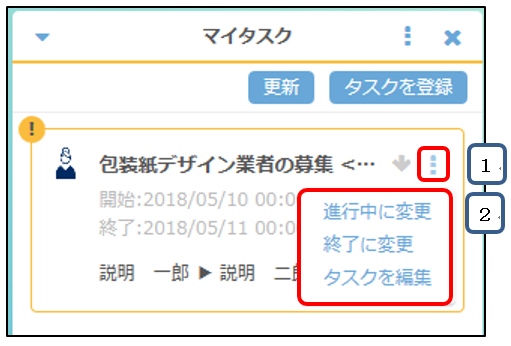 マイタスク
更新 タスクを登録
!
包装紙デザイン業者の募集 <…
1
開始:2018/05/10 00:0
進行中に変更
2
終了:2018/05/11 00:0
終了に変更
説明 一郎 ▶ 説明 二郎
タスクを編集